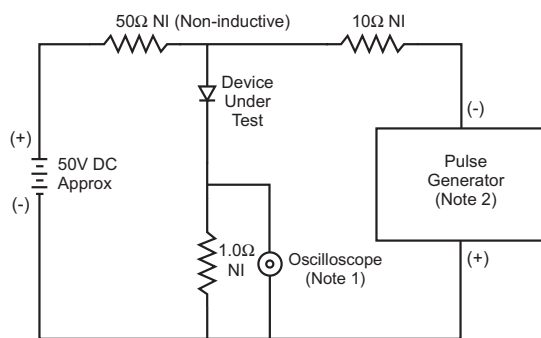 50Ω NI (Non-inductive)
10Ω NI
Device
Under
Test
(-)
(+)
50V DC
Approx
(-)
Pulse
Generator
(Note 2)
1.0Ω
NI
Oscilloscope
(Note 1)
(+)